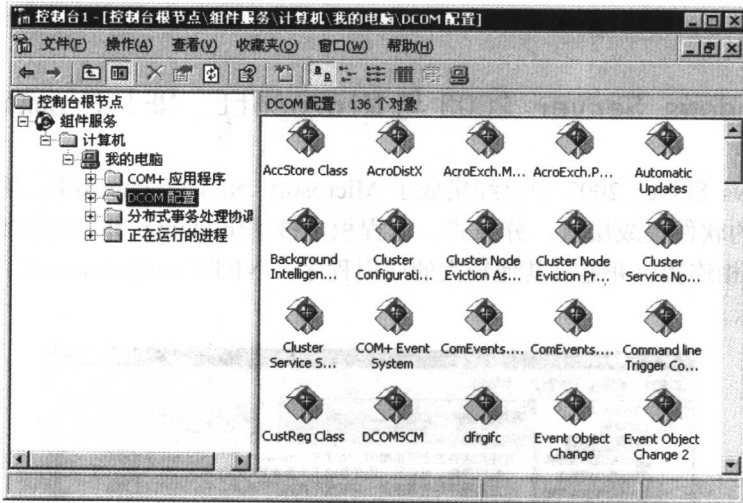 控制台1 - [控制台根节点\组件服务\计算机\我的电脑\DCOM 配置]
文件(F) 操作(A) 查看(V) 收藏夹(O) 窗口(W) 帮助(H)
控制台根节点
组件服务
计算机
我的电脑
COM+ 应用程序
DCOM 配置
分布式事务处理协调
正在运行的进程
DCOM 配置 136 个对象
AccStore Class AcroDistX AcroExch.M... AcroExch.P... Automatic
Updates
Background Cluster Cluster Node Cluster Node Cluster
Intelligen... Configurati... Eviction As... Eviction Pr... Service No...
Cluster COM+ Event ComEvents.... ComEvents.... Command line
Service S... System Trigger Co...
CustReg Class DCOMSCM dfrgifc Event Object Event Object
Change Change 2